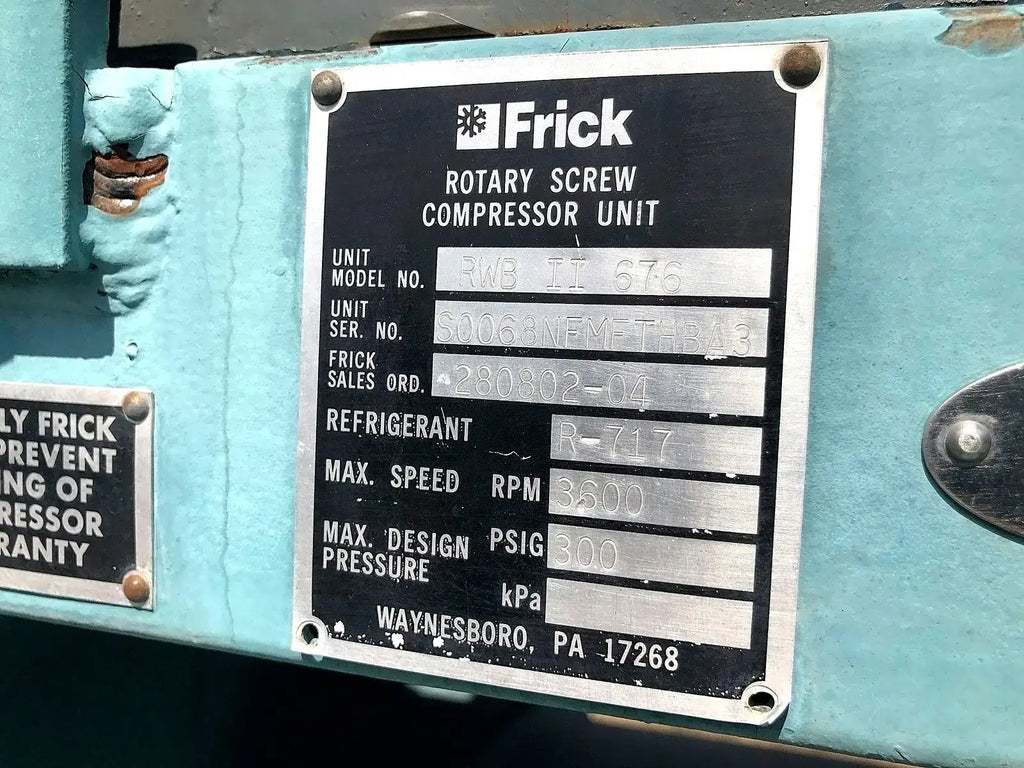 Frick
ROTARY SCREW
COMPRESSOR UNIT
UNIT
MODEL NO. RWB II 676
UNIT
SER. NO. S0068NFMFTHBA3
FRICK
SALES ORD. 280802-04
REFRIGERANT R-717
MAX. SPEED RPM 3600
MAX. DESIGN PSIG 300
PRESSURE
kPa
WAYNESBORO, PA 17268
LY FRICK
PREVENT
NG OF
RESSOR
RANTY